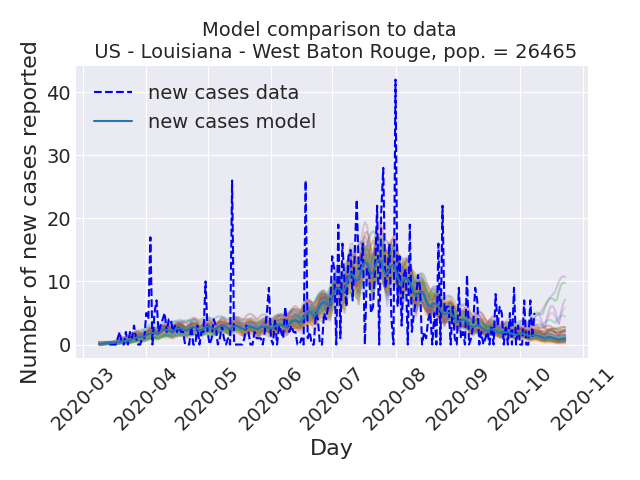 Model comparison to data
US - Louisiana - West Baton Rouge, pop. = 26465
Number of new cases reported
40
30
20
10
0
new cases data
new cases model
2020-03
2020-04
2020-05
2020-06
2020-07
2020-08
2020-09
2020-10
2020-11
Day